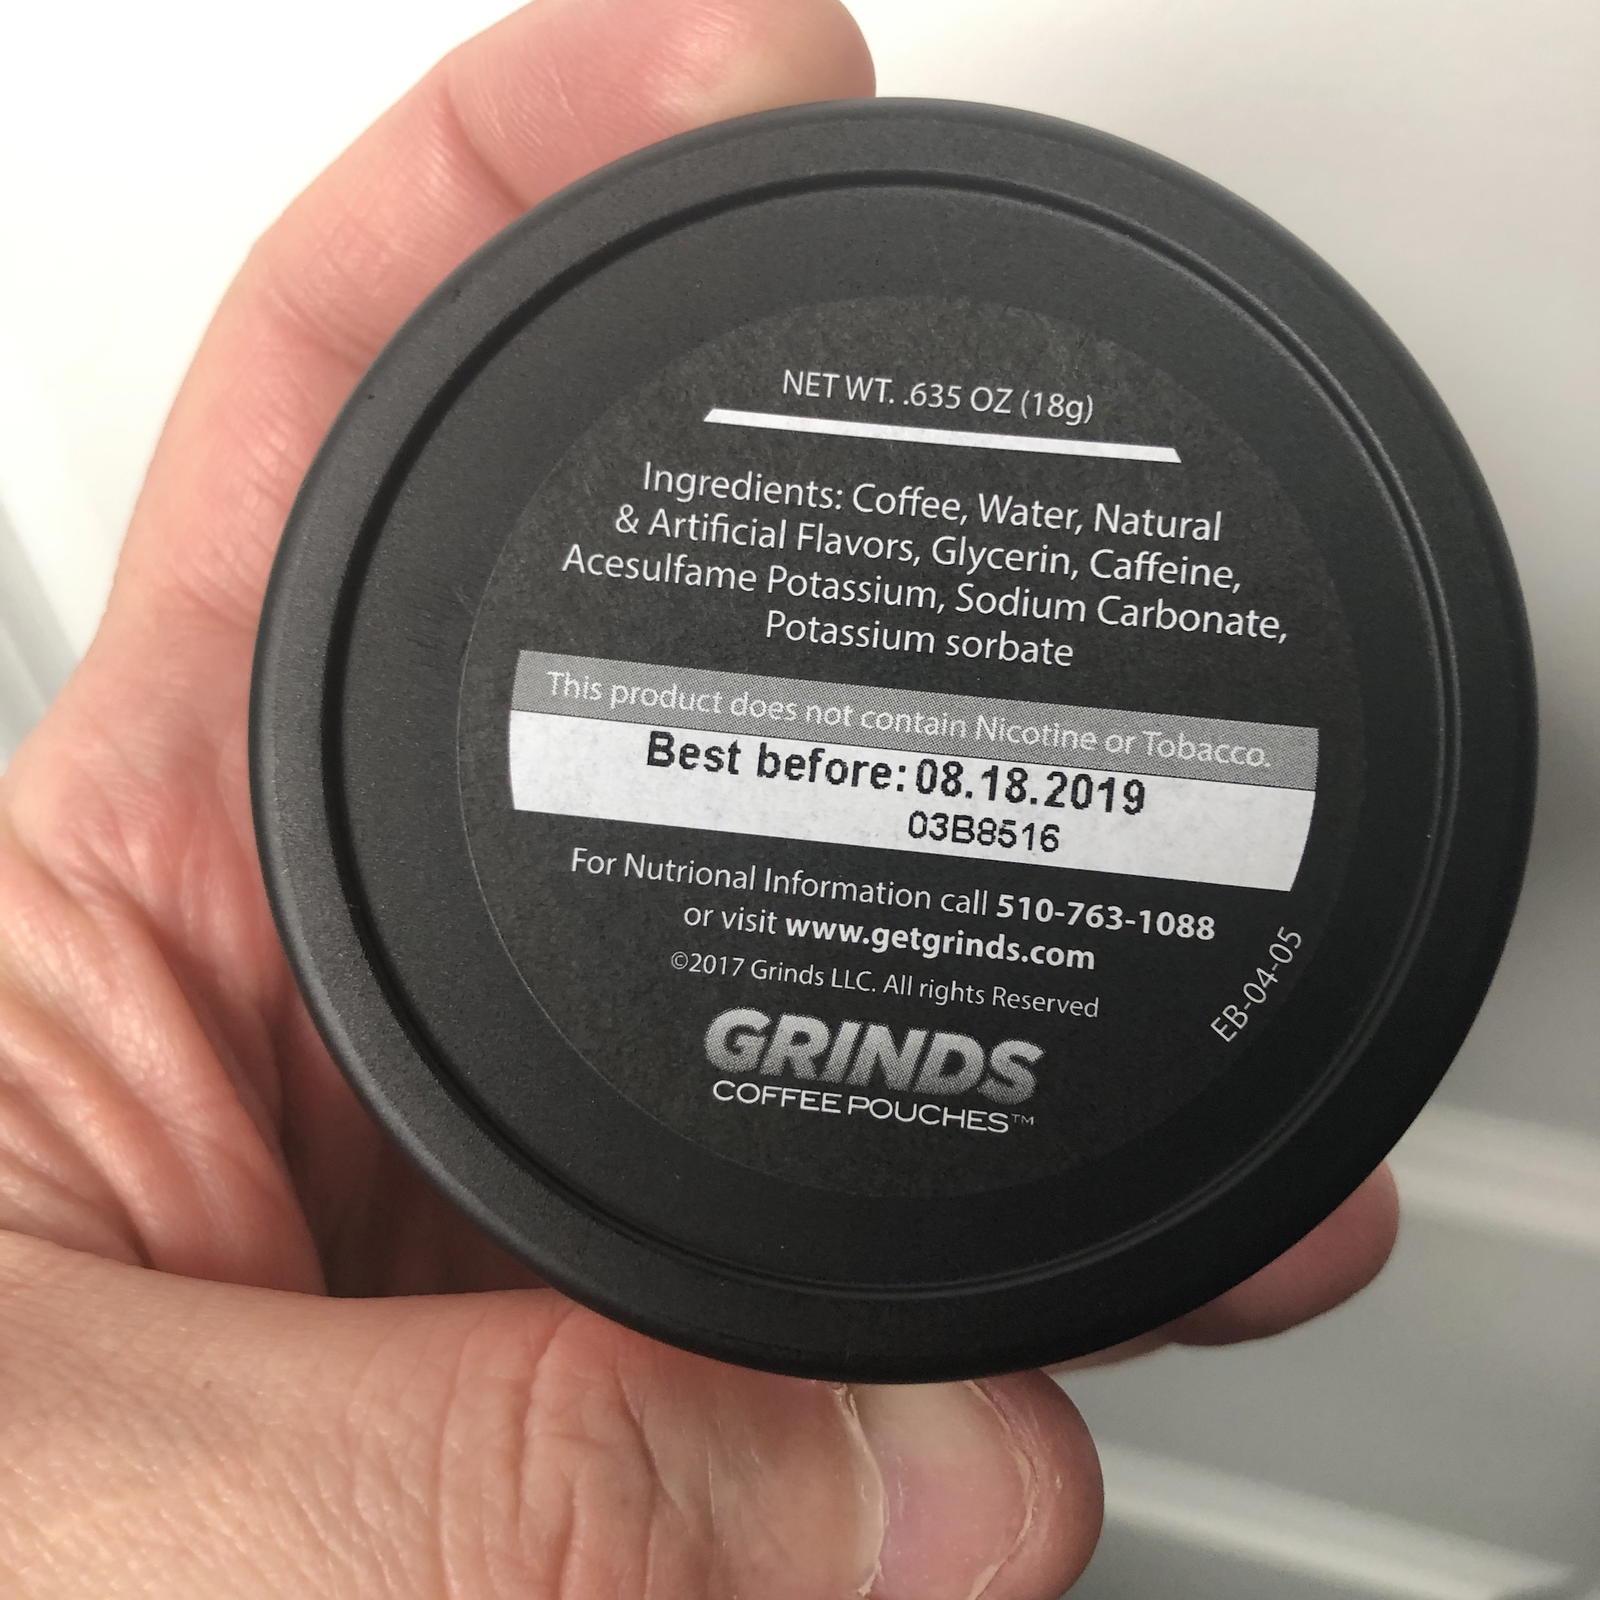 NET WT. .635 OZ (18g)
Ingredients: Coffee, Water, Natural
& Artificial Flavors, Glycerin, Caffeine,
Acesulfame Potassium, Sodium Carbonate,
Potassium sorbate
This product does not contain Nicotine or Tobacco.
Best before: 08.18.2019
03B8516
For Nutrional Information call 510-763-1088
or visit www.getgrinds.com
©2017 Grinds LLC. All rights Reserved
EB-04-05
GRINDS
COFFEE POUCHES™